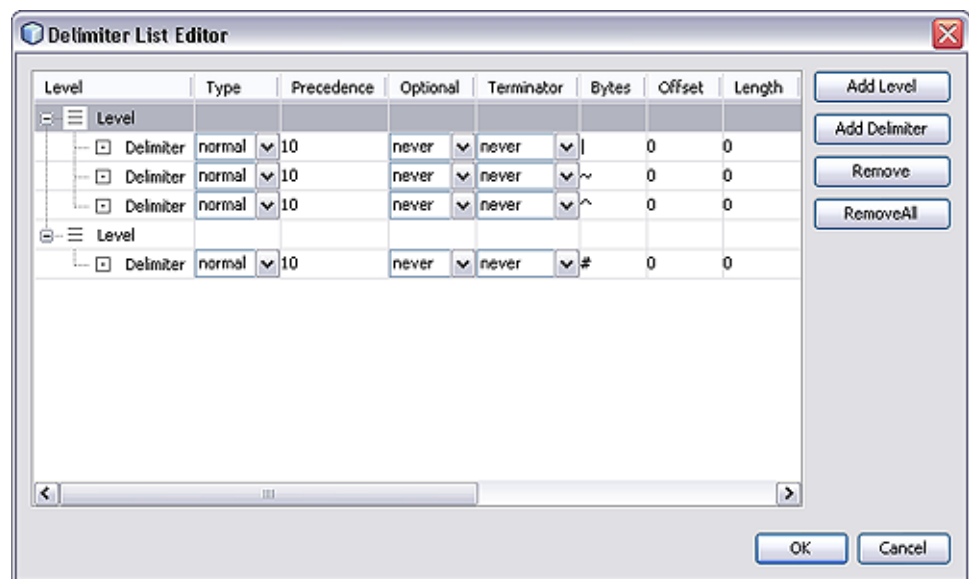 Delimiter List Editor
Level Type Precedence Optional Terminator Bytes Offset Length
Level
Delimiter normal 10 never never | 0 0
Delimiter normal 10 never never ~ 0 0
Delimiter normal 10 never never ^ 0 0
Level
Delimiter normal 10 never never # 0 0
Add Level
Add Delimiter
Remove
RemoveAll
OK Cancel